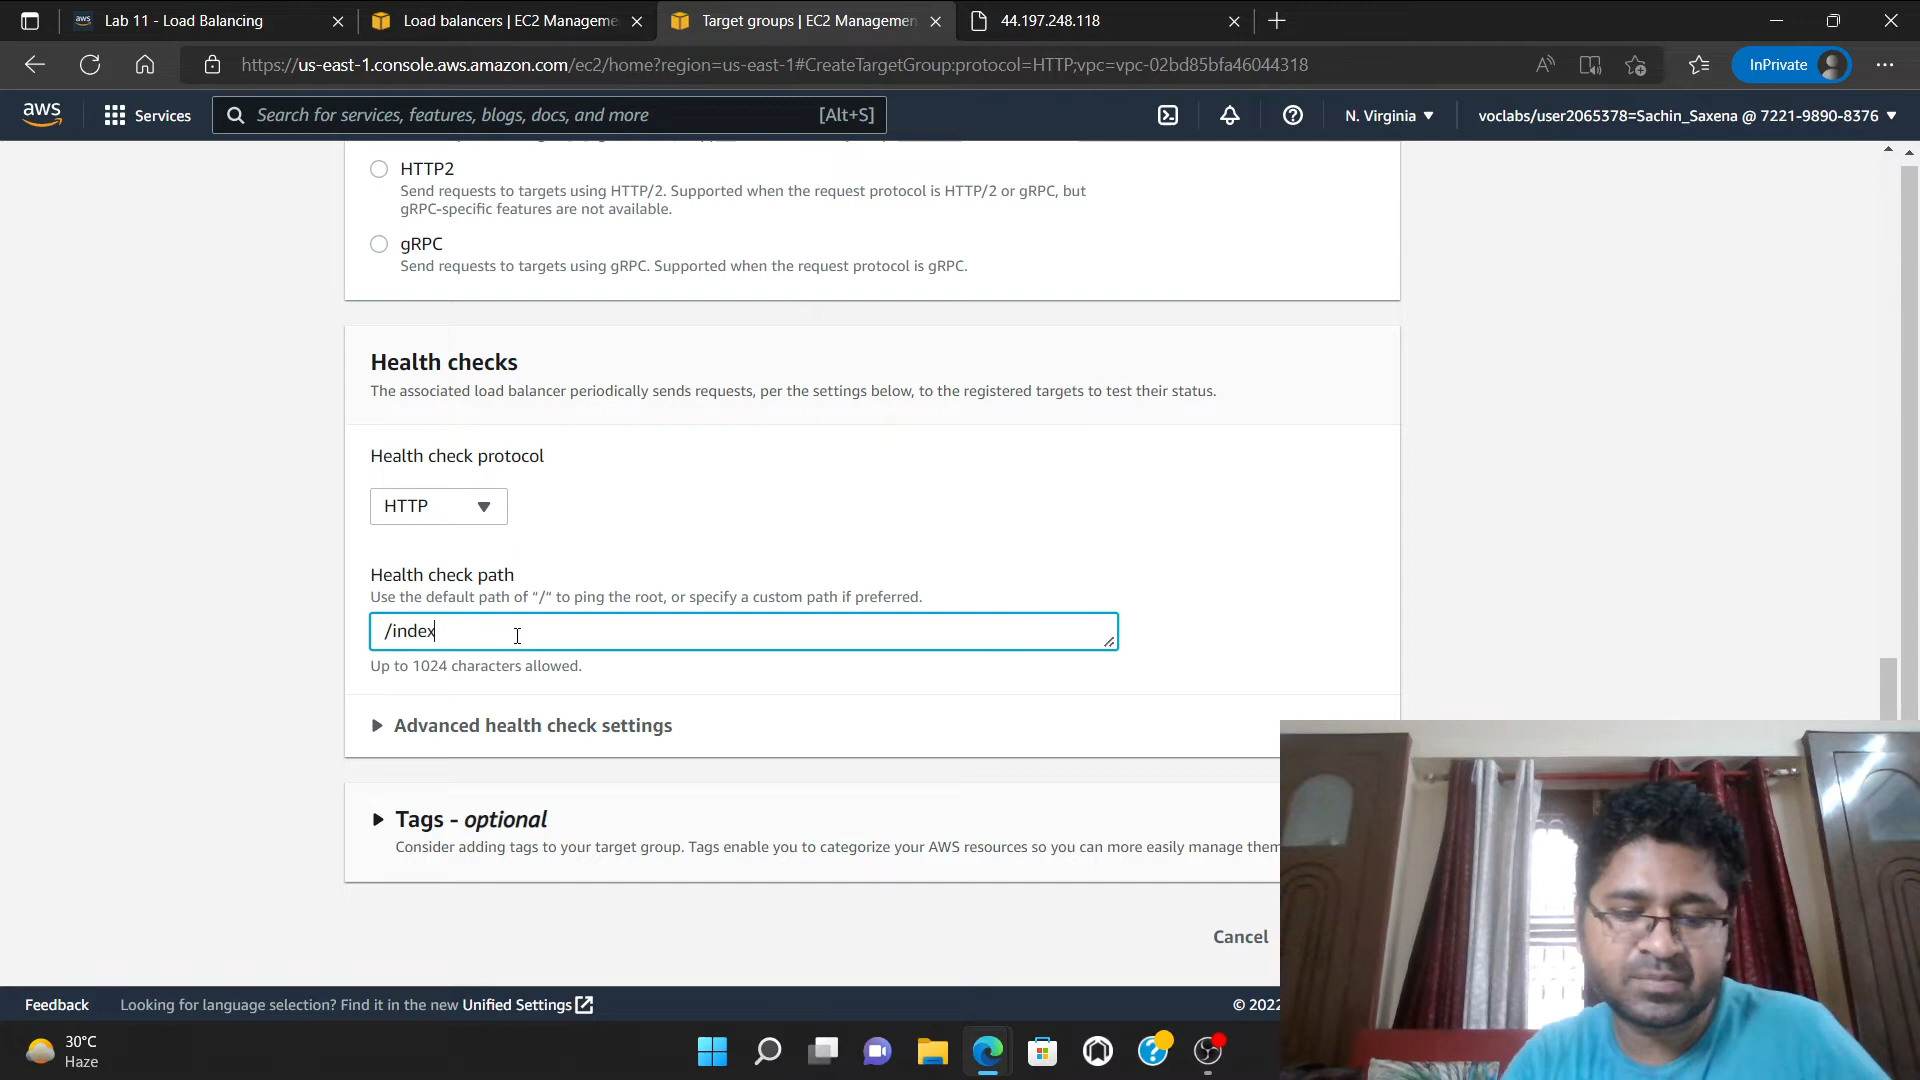 Lab 11 - Load Balancing
Load balancers | EC2 Manageme
Target groups | EC2 Managemen
44.197.248.118
https://us-east-1.console.aws.amazon.com/ec2/home?region=us-east-1#CreateTargetGroup:protocol=HTTP;vpc=vpc-02bd85bfa46044318
InPrivate
aws
Services
Search for services, features, blogs, docs, and more
[Alt+S]
N. Virginia
voclabs/user2065378=Sachin_Saxena @ 7221-9890-8376
HTTP2
Send requests to targets using HTTP/2. Supported when the request protocol is HTTP/2 or gRPC, but
gRPC-specific features are not available.
gRPC
Send requests to targets using gRPC. Supported when the request protocol is gRPC.
Health checks
The associated load balancer periodically sends requests, per the settings below, to the registered targets to test their status.
Health check protocol
HTTP
Health check path
Use the default path of "/" to ping the root, or specify a custom path if preferred.
/index
Up to 1024 characters allowed.
Advanced health check settings
Tags - optional
Consider adding tags to your target group. Tags enable you to categorize your AWS resources so you can more easily manage them
Cancel
Feedback
Looking for language selection? Find it in the new Unified Settings
© 2022
30°C
Haze